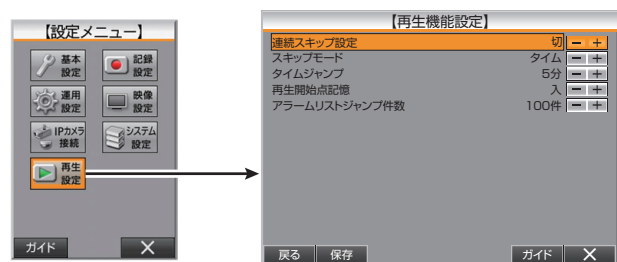 【設定メニュー】
基本
設定
記録
設定
運用
設定
映像
設定
IPカメラ
接続
システム
設定
再生
設定
ガイド
【再生機能設定】
連続スキップ設定 切 − +
スキップモード タイム − +
タイムジャンプ 5分 − +
再生開始点記憶 入 − +
アラームリストジャンプ件数 100件 − +
戻る 保存 ガイド